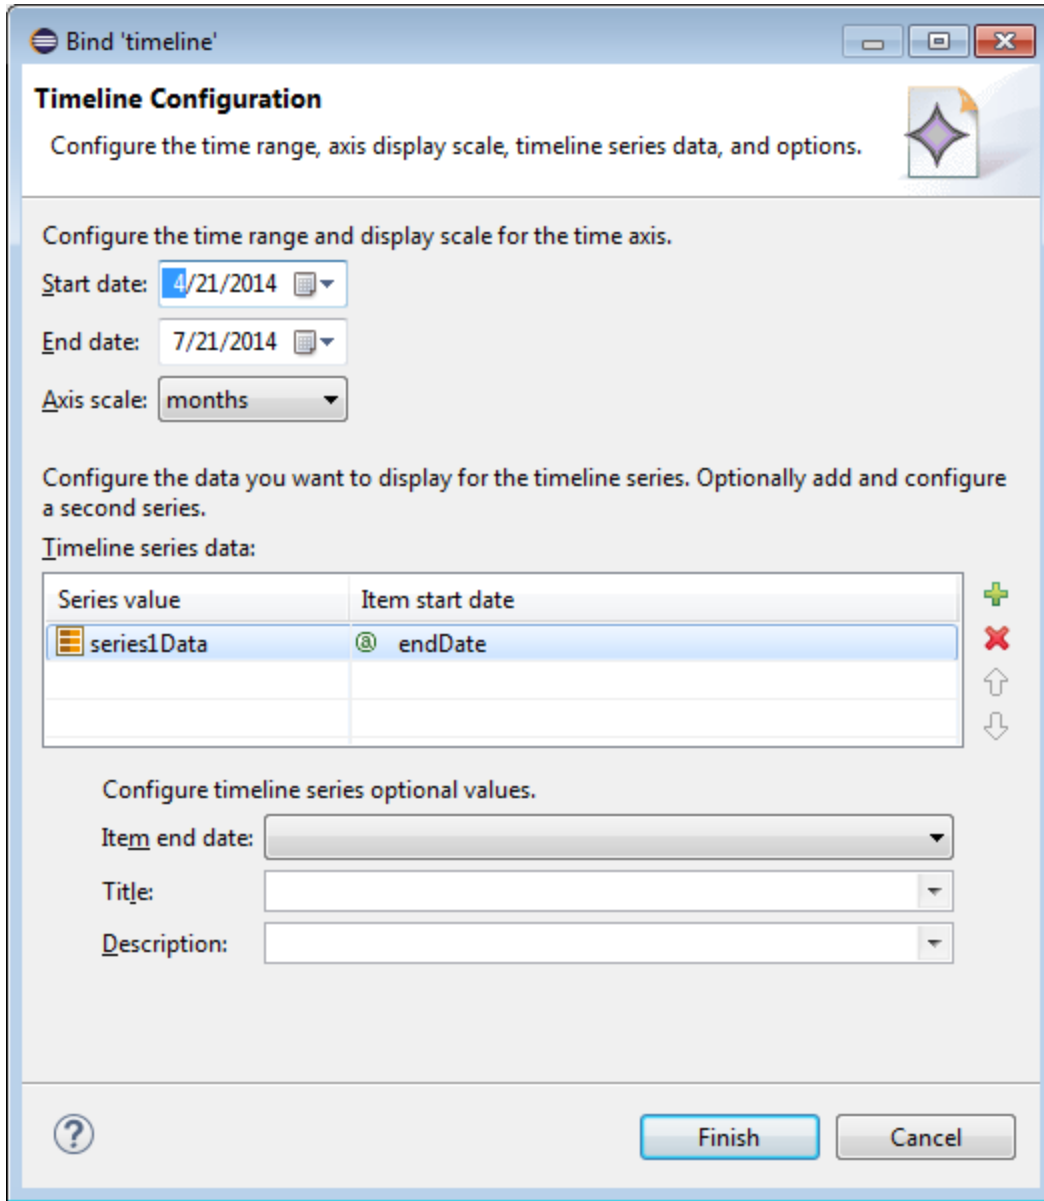 Bind 'timeline'
Timeline Configuration
Configure the time range, axis display scale, timeline series data, and options.
Configure the time range and display scale for the time axis.
Start date: 4/21/2014
End date: 7/21/2014
Axis scale: months
Configure the data you want to display for the timeline series. Optionally add and configure
a second series.
Timeline series data:
Series value Item start date
series1Data @ endDate
Configure timeline series optional values.
Item end date:
Title:
Description:
? Finish Cancel